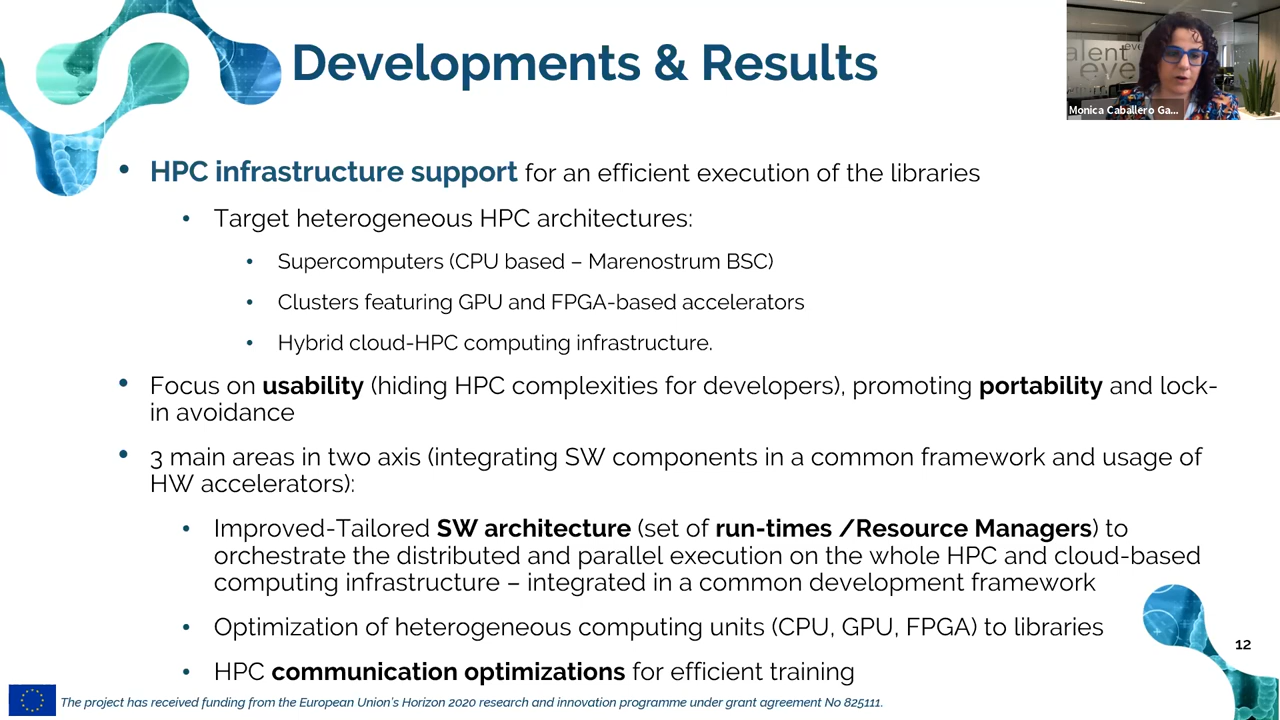 Developments & Results
alent
eve
eve
Monica Caballero Ga...
• HPC infrastructure support for an efficient execution of the libraries
• Target heterogeneous HPC architectures:
• Supercomputers (CPU based – Marenostrum BSC)
• Clusters featuring GPU and FPGA-based accelerators
• Hybrid cloud-HPC computing infrastructure.
• Focus on usability (hiding HPC complexities for developers), promoting portability and lock-
in avoidance
• 3 main areas in two axis (integrating SW components in a common framework and usage of
HW accelerators):
• Improved-Tailored SW architecture (set of run-times /Resource Managers) to
orchestrate the distributed and parallel execution on the whole HPC and cloud-based
computing infrastructure – integrated in a common development framework
• Optimization of heterogeneous computing units (CPU, GPU, FPGA) to libraries
• HPC communication optimizations for efficient training
12
The project has received funding from the European Union's Horizon 2020 research and innovation programme under grant agreement No 825111.